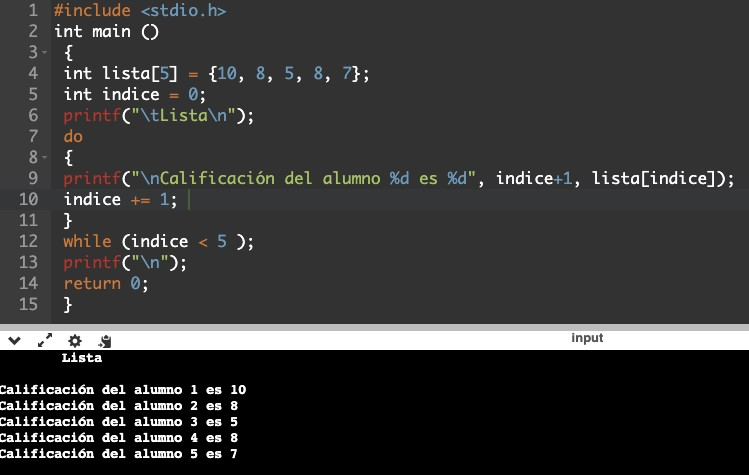 1 #include <stdio.h>
2 int main ()
3 {
4 int lista[5] = {10, 8, 5, 8, 7};
5 int indice = 0;
6 printf("\tLista\n");
7 do
8 {
9 printf("\nCalificación del alumno %d es %d", indice+1, lista[indice]);
10 indice += 1;
11 }
12 while (indice < 5 );
13 printf("\n");
14 return 0;
15 }
input
Lista
Calificación del alumno 1 es 10
Calificación del alumno 2 es 8
Calificación del alumno 3 es 5
Calificación del alumno 4 es 8
Calificación del alumno 5 es 7